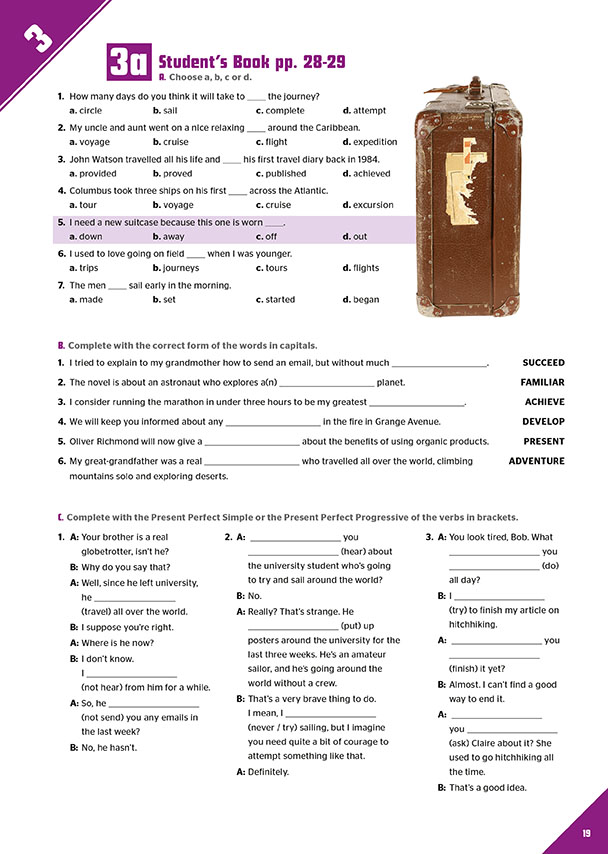 3
3a Student's Book pp. 28-29
A. Choose a, b, c or d.
1. How many days do you think it will take to ____ the journey?
a. circle b. sail c. complete d. attempt
2. My uncle and aunt went on a nice relaxing ____ around the Caribbean.
a. voyage b. cruise c. flight d. expedition
3. John Watson travelled all his life and ____ his first travel diary back in 1984.
a. provided b. proved c. published d. achieved
4. Columbus took three ships on his first ____ across the Atlantic.
a. tour b. voyage c. cruise d. excursion
5. I need a new suitcase because this one is worn ____.
a. down b. away c. off d. out
6. I used to love going on field ____ when I was younger.
a. trips b. journeys c. tours d. flights
7. The men ____ sail early in the morning.
a. made b. set c. started d. began
B. Complete with the correct form of the words in capitals.
1. I tried to explain to my grandmother how to send an email, but without much ____________________. SUCCEED
2. The novel is about an astronaut who explores a(n) ____________________ planet. FAMILIAR
3. I consider running the marathon in under three hours to be my greatest ____________________. ACHIEVE
4. We will keep you informed about any ____________________ in the fire in Grange Avenue. DEVELOP
5. Oliver Richmond will now give a ____________________ about the benefits of using organic products. PRESENT
6. My great-grandfather was a real ____________________ who travelled all over the world, climbing ADVENTURE
mountains solo and exploring deserts.
C. Complete with the Present Perfect Simple or the Present Perfect Progressive of the verbs in brackets.
1. A: Your brother is a real
globetrotter, isn't he?
B: Why do you say that?
A: Well, since he left university,
he __________________
(travel) all over the world.
B: I suppose you're right.
A: Where is he now?
B: I don't know.
I ____________________
(not hear) from him for a while.
A: So, he ____________________
(not send) you any emails in
the last week?
B: No, he hasn't.
2. A: ____________________ you
____________________ (hear) about
the university student who's going
to try and sail around the world?
B: No.
A: Really? That's strange. He
____________________ (put) up
posters around the university for the
last three weeks. He's an amateur
sailor, and he's going around the
world without a crew.
B: That's a very brave thing to do.
I mean, I ____________________
(never / try) sailing, but I imagine
you need quite a bit of courage to
attempt something like that.
A: Definitely.
3. A: You look tired, Bob. What
____________________ you
____________________ (do)
all day?
B: I ____________________
(try) to finish my article on
hitchhiking.
A: ____________________ you
____________________
(finish) it yet?
B: Almost. I can't find a good
way to end it.
A: ____________________
you ____________________
(ask) Claire about it? She
used to go hitchhiking all
the time.
B: That's a good idea.
19